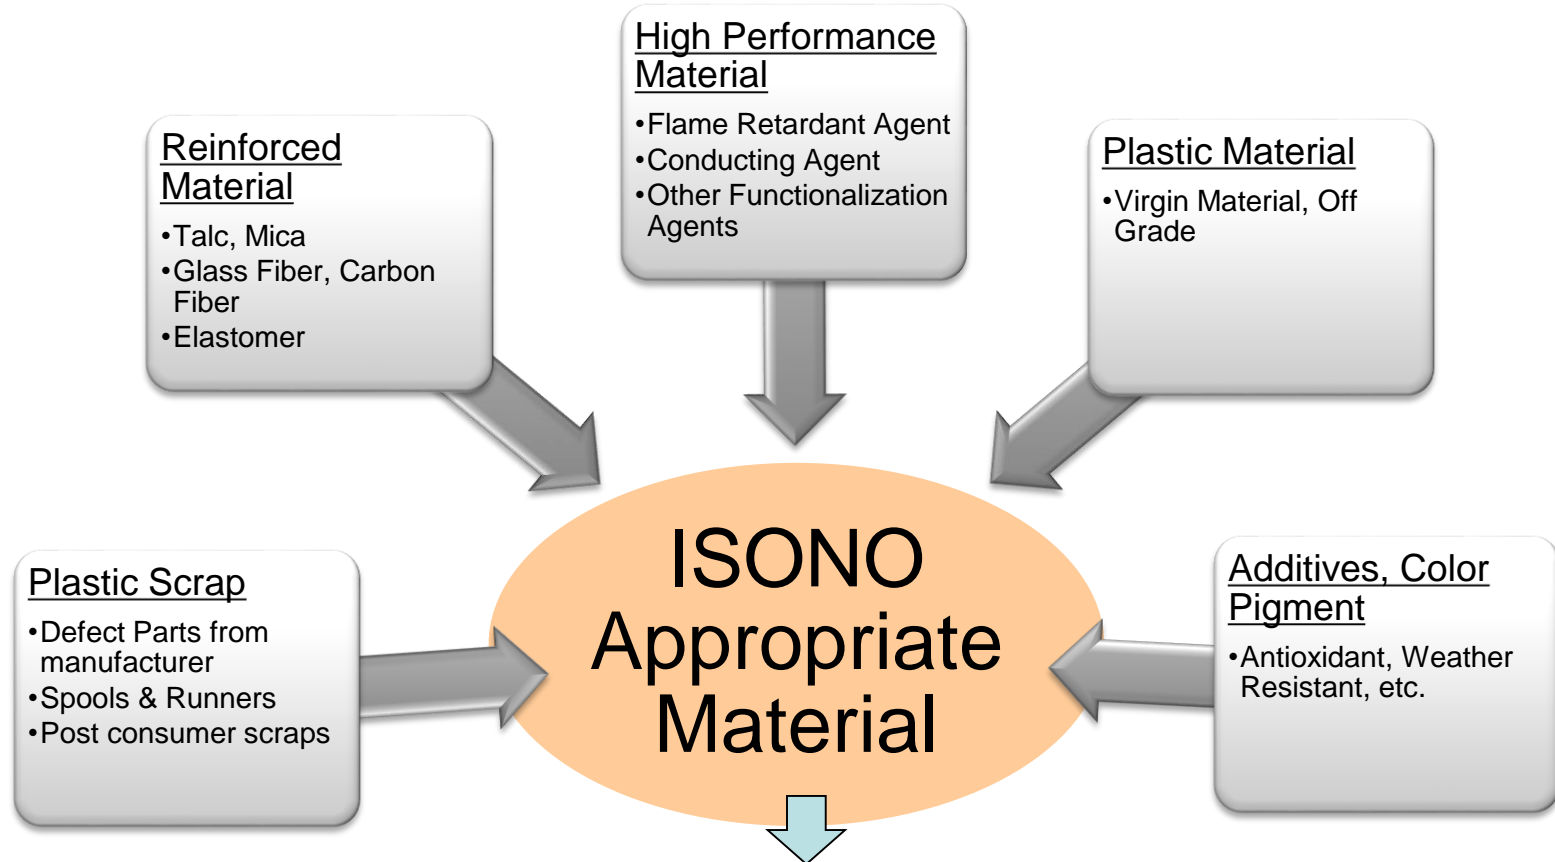 High Performance
Material
•Flame Retardant Agent
•Conducting Agent
•Other Functionalization
Agents
Reinforced
Material
•Talc, Mica
•Glass Fiber, Carbon
Fiber
•Elastomer
Plastic Material
•Virgin Material, Off
Grade
Plastic Scrap
•Defect Parts from
manufacturer
•Spools & Runners
•Post consumer scraps
ISONO
Appropriate
Material
Additives, Color
Pigment
•Antioxidant, Weather
Resistant, etc.